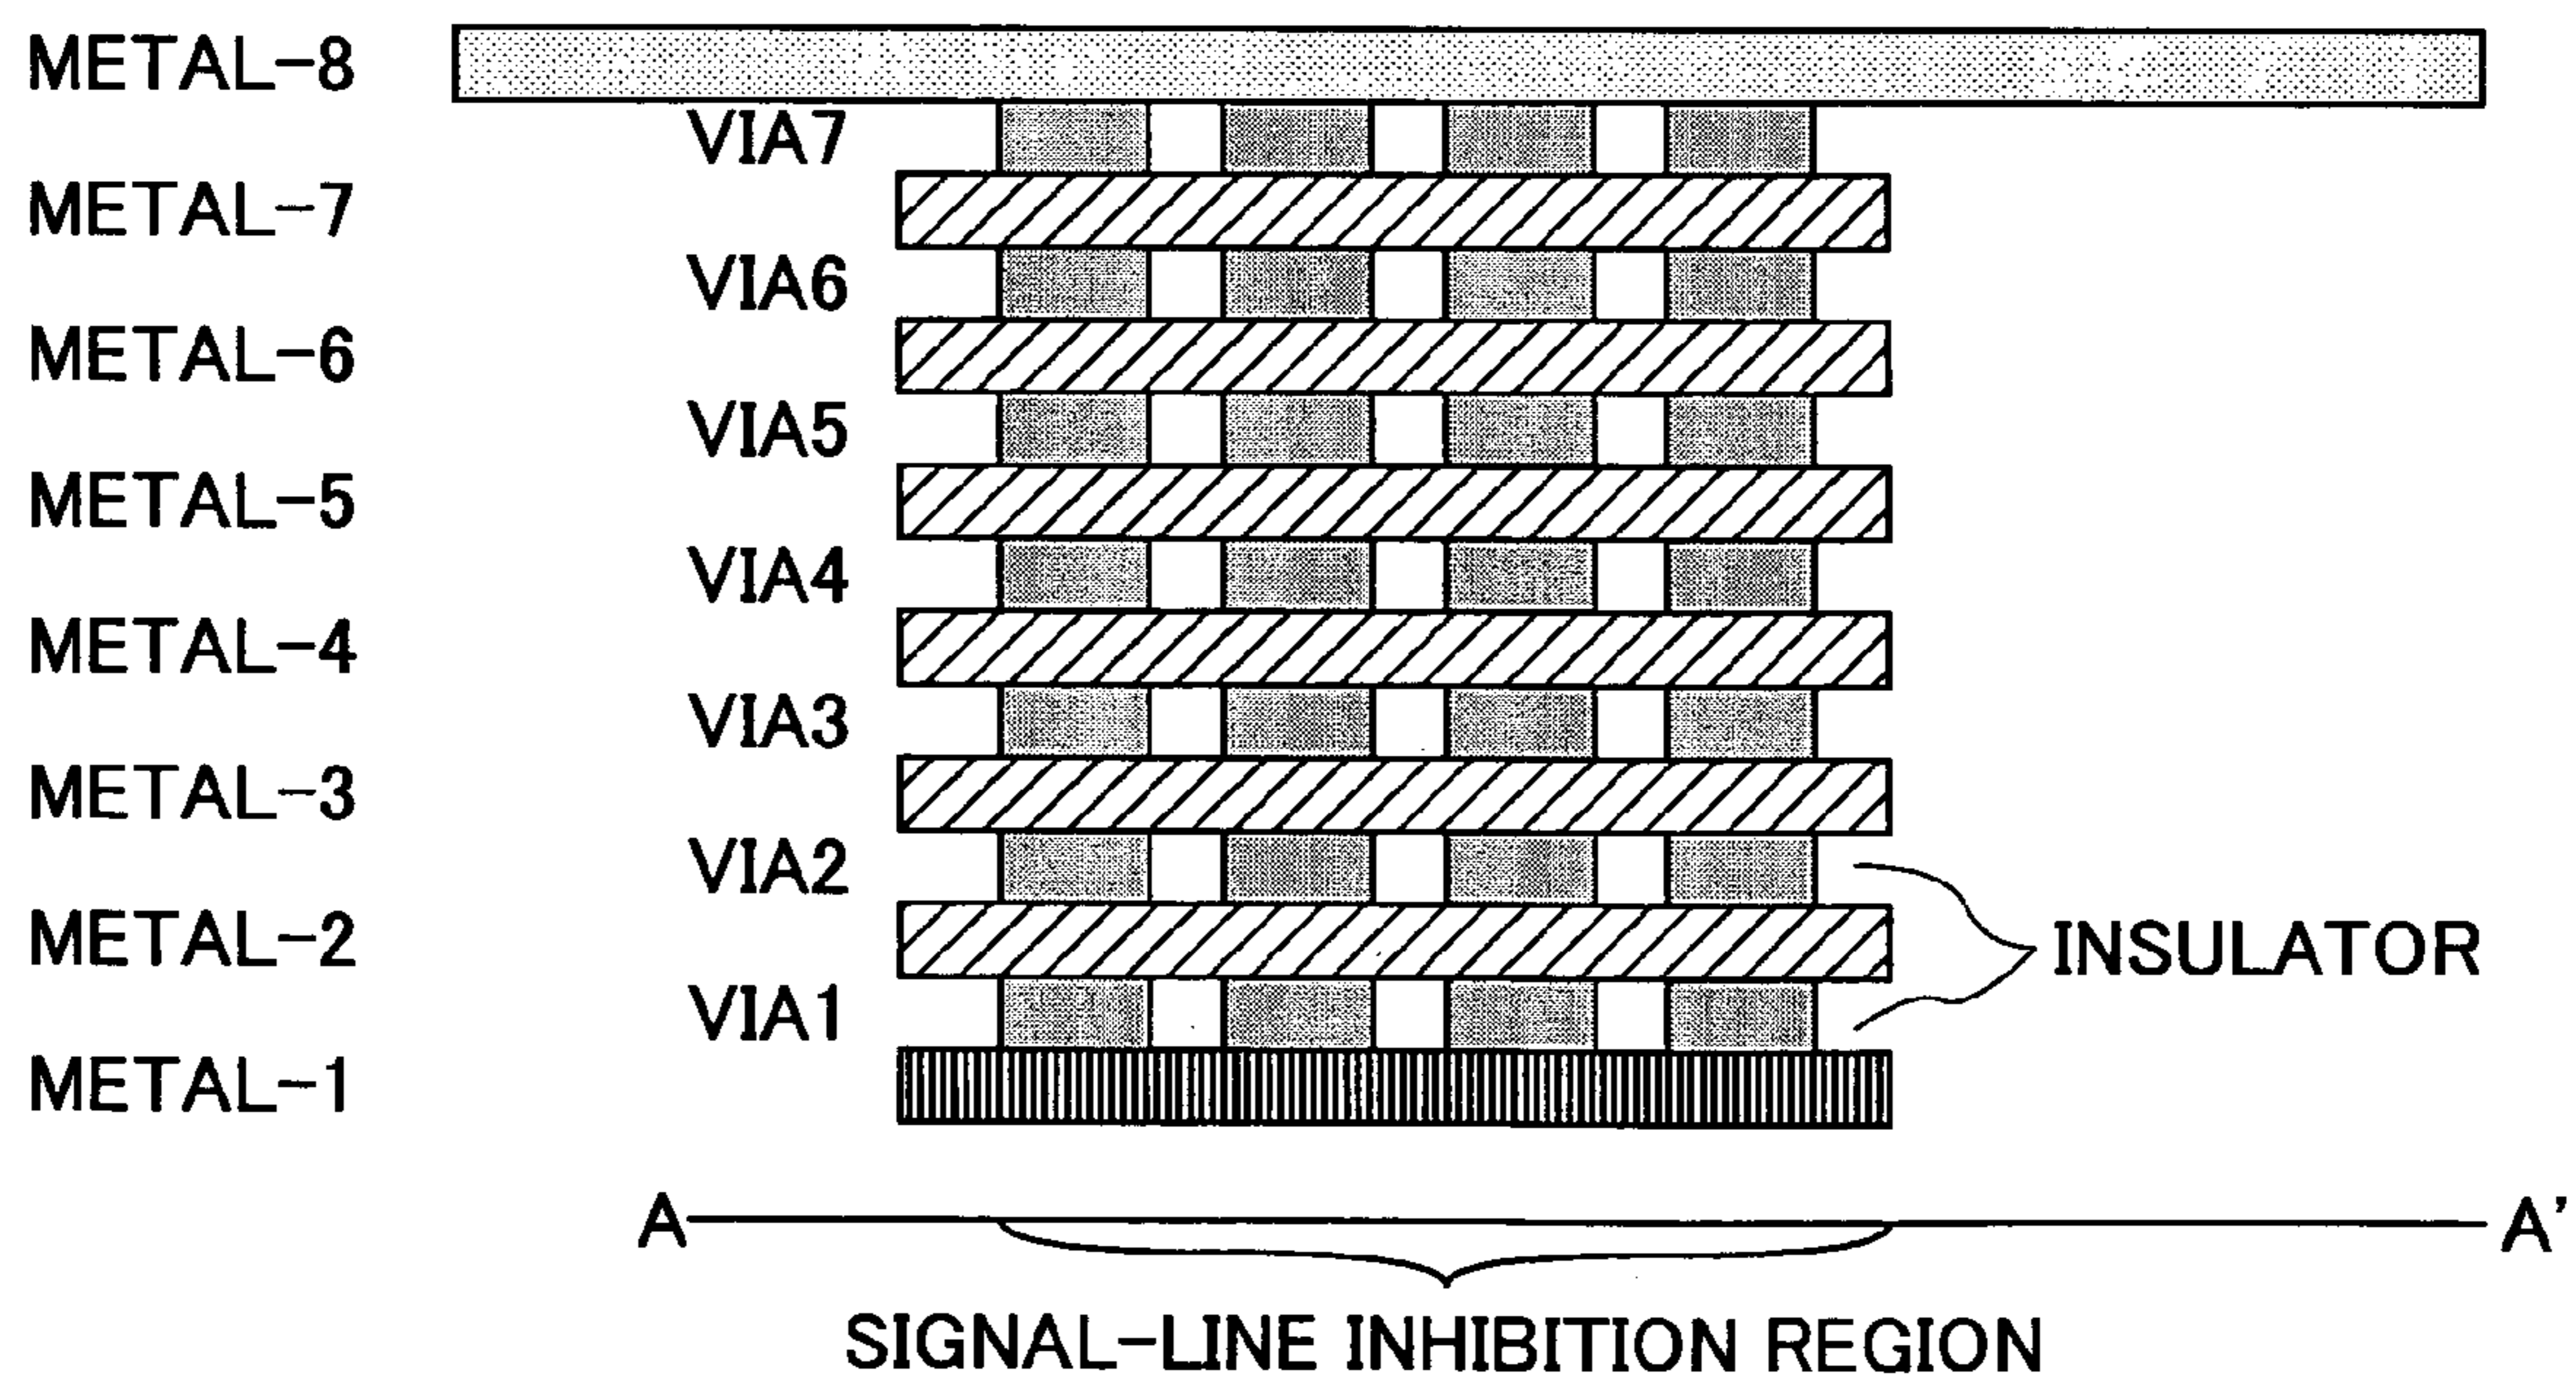 METAL-8
VIA7
METAL-7
VIA6
METAL-6
VIA5
METAL-5
VIA4
METAL-4
VIA3
METAL-3
VIA2
METAL-2
INSULATOR
VIA1
METAL-1
A A'
SIGNAL-LINE INHIBITION REGION